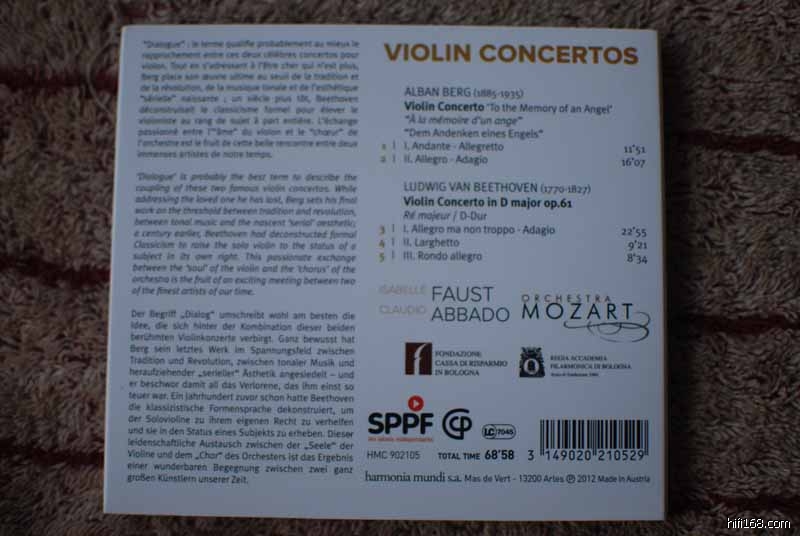 "Dialogue" : le terme qualifie probablement au mieux le
rapprochement entre ces deux célèbres concertos pour
violon. Tout en s'adressant à l'être cher qui n'est plus,
Berg place son œuvre ultime au seuil de la tradition et
de la révolution, de la musique tonale et de l'esthétique
"sérielle" naissante ; un siècle plus tôt, Beethoven
déconstruisait le classicisme formel pour élever le
violoniste au rang de sujet à part entière. L'échange
passionné entre l'"âme" du violon et le "chœur" de
l'orchestre est le fruit de cette belle rencontre entre deux
immenses artistes de notre temps.
'Dialogue' is probably the best term to describe the
coupling of these two famous violin concertos. While
addressing the loved one he has lost, Berg sets his final
work on the threshold between tradition and revolution,
between tonal music and the nascent 'serial' aesthetic;
a century earlier, Beethoven had deconstructed formal
Classicism to raise the solo violin to the status of a
subject in its own right. This passionate exchange
between the 'soul' of the violin and the 'chorus' of the
orchestra is the fruit of an exciting meeting between two
of the finest artists of our time.
Der Begriff „Dialog" umschreibt wohl am besten die
Idee, die sich hinter der Kombination dieser beiden
berühmten Violinkonzerte verbirgt. Ganz bewusst hat
Berg sein letztes Werk im Spannungsfeld zwischen
Tradition und Revolution, zwischen tonaler Musik und
heraufziehender „serieller" Ästhetik angesiedelt – und
er beschwor damit all das Verlorene, das ihm einst so
teuer war. Ein Jahrhundert zuvor schon hatte Beethoven
die klassizistische Formensprache dekonstruiert, um
der Solovioline zu ihrem eigenen Recht zu verhelfen
und sie in den Status eines Subjekts zu erheben. Dieser
leidenschaftliche Austausch zwischen der „Seele" der
Violine und dem „Chor" des Orchesters ist das Ergebnis
einer wunderbaren Begegnung zwischen zwei ganz
großen Künstlern unserer Zeit.
VIOLIN CONCERTOS
ALBAN BERG (1885-1935)
Violin Concerto 'To the Memory of an Angel'
"À la mémoire d'un ange"
"Dem Andenken eines Engels"
1 | I. Andante - Allegretto 11'51
2 | II. Allegro - Adagio 16'07
LUDWIG VAN BEETHOVEN (1770-1827)
Violin Concerto in D major op.61
Ré majeur / D-Dur
3 | I. Allegro ma non troppo - Adagio 22'55
4 | II. Larghetto 9'21
5 | III. Rondo allegro 8'34
ISABELLE FAUST
CLAUDIO ABBADO
ORCHESTRA
MOZART
FONDAZIONE
CASSA DI RISPARMIO
IN BOLOGNA
REGIA ACCADEMIA
FILARMONICA DI BOLOGNA
SPPF
les labels indépendants
LC 7045
HMC 902105 TOTAL TIME 68'58
3 149020 210529
harmonia mundi s.a. Mas de Vert - 13200 Arles ℗ 2012 Made in Austria
hifi168.com